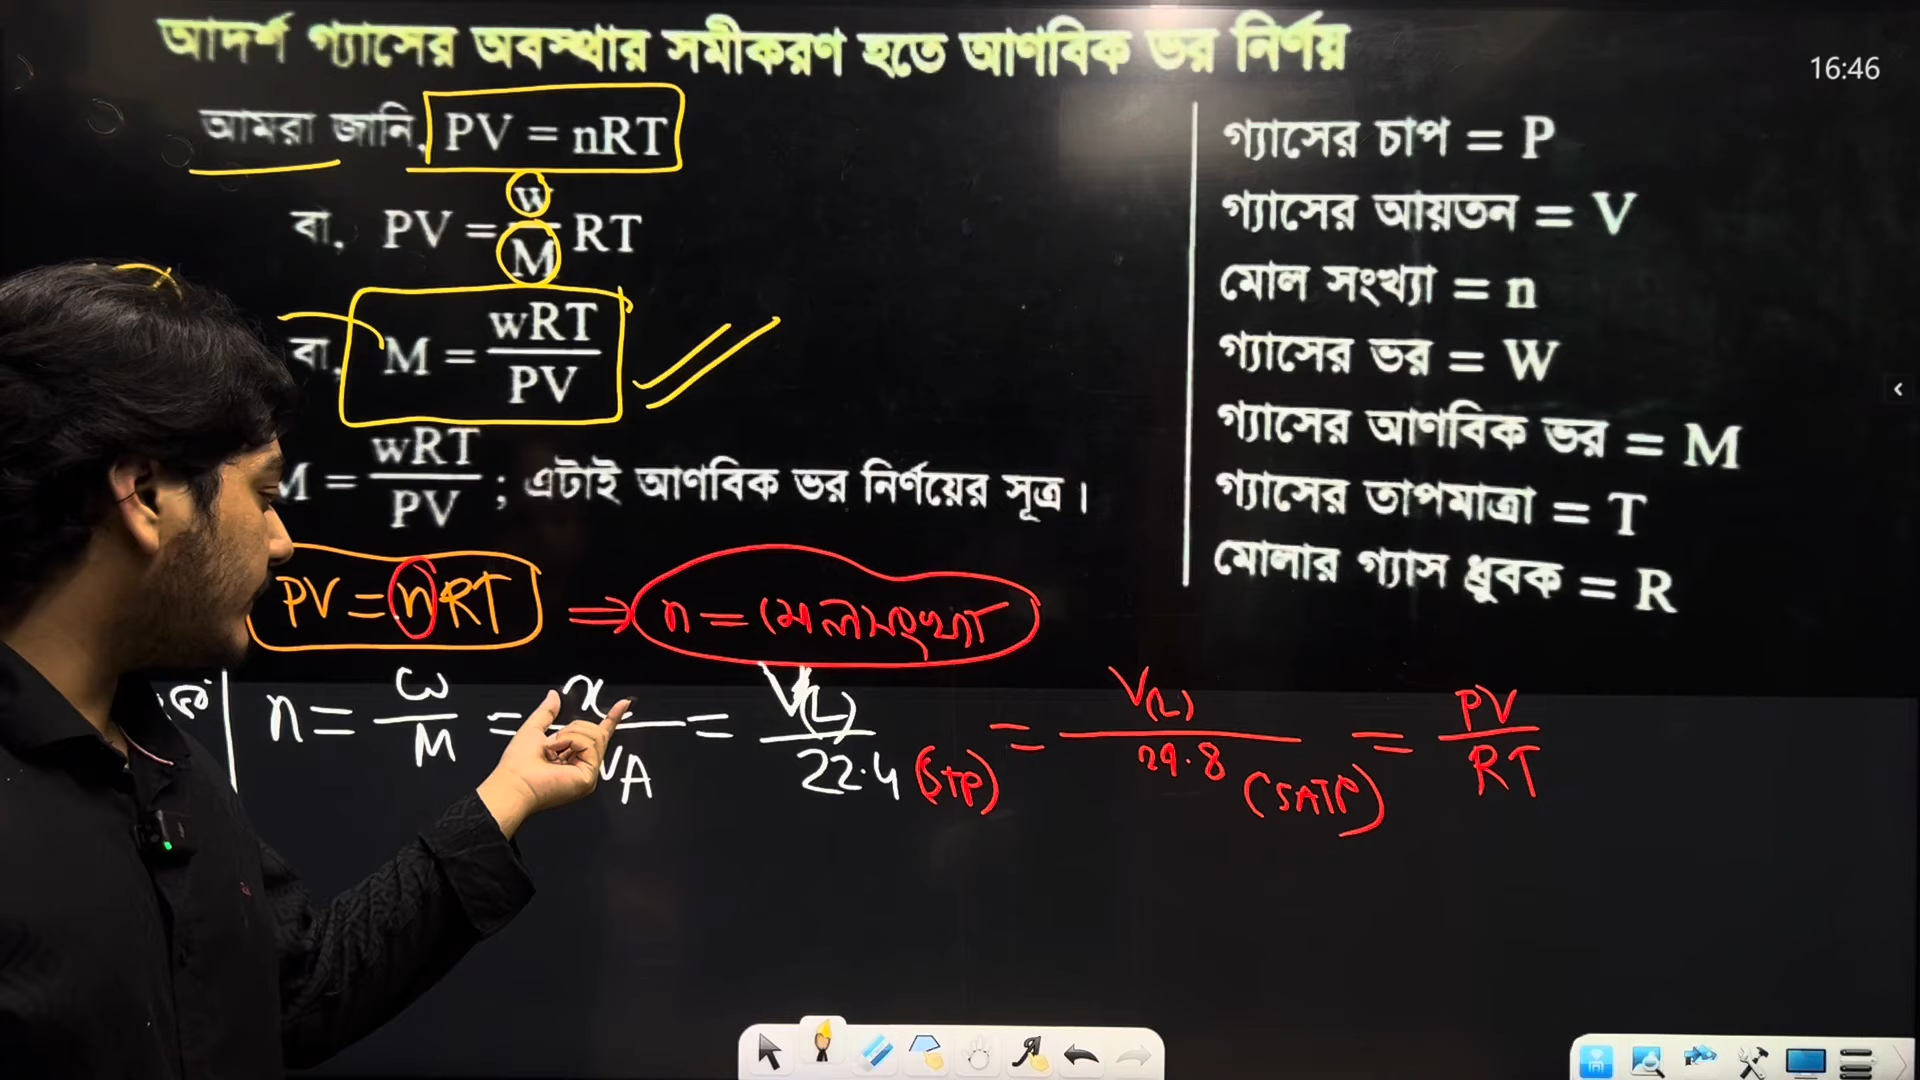 আদর্শ গ্যাসের অবস্থার সমীকরণ হতে আণবিক ভর নির্ণয়
16:46
আমরা জানি, PV = nRT
বা, PV = w/M RT
বা, M = wRT/PV
M = wRT/PV ; এটাই আণবিক ভর নির্ণয়ের সূত্র।
গ্যাসের চাপ = P
গ্যাসের আয়তন = V
মোল সংখ্যা = n
গ্যাসের ভর = W
গ্যাসের আণবিক ভর = M
গ্যাসের তাপমাত্রা = T
মোলার গ্যাস ধ্রুবক = R
PV = nRT ⇒ n = মোলসংখ্যা
n = w/M = x/NA = V(L)/22.4 (STP) = V(L)/24.8 (SATP) = PV/RT